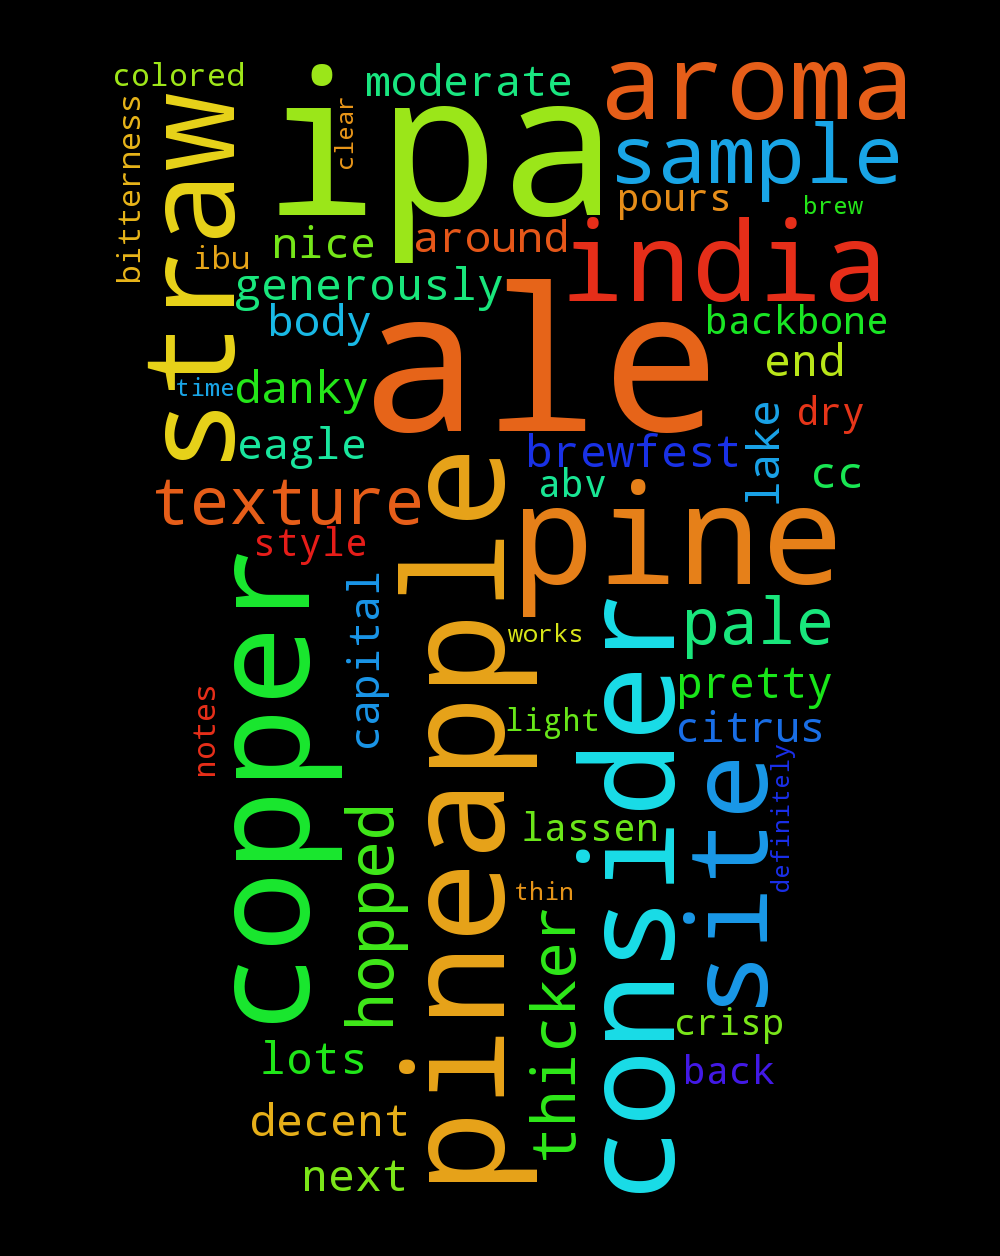 colored
moderate
aroma
ipa
straw
bitterness
clear
sample
pours
brew
nice
around
india
ibu
generously
body
ale
backbone
end
time
danky
dry
eagle
brewfest
lake
abv
cc
texture
pine
style
pineapple
copper
capital
works
consider
pale
pretty
notes
light
citrus
site
definitely
hopped
lassen
thin
thicker
crisp
lots
back
decent
next